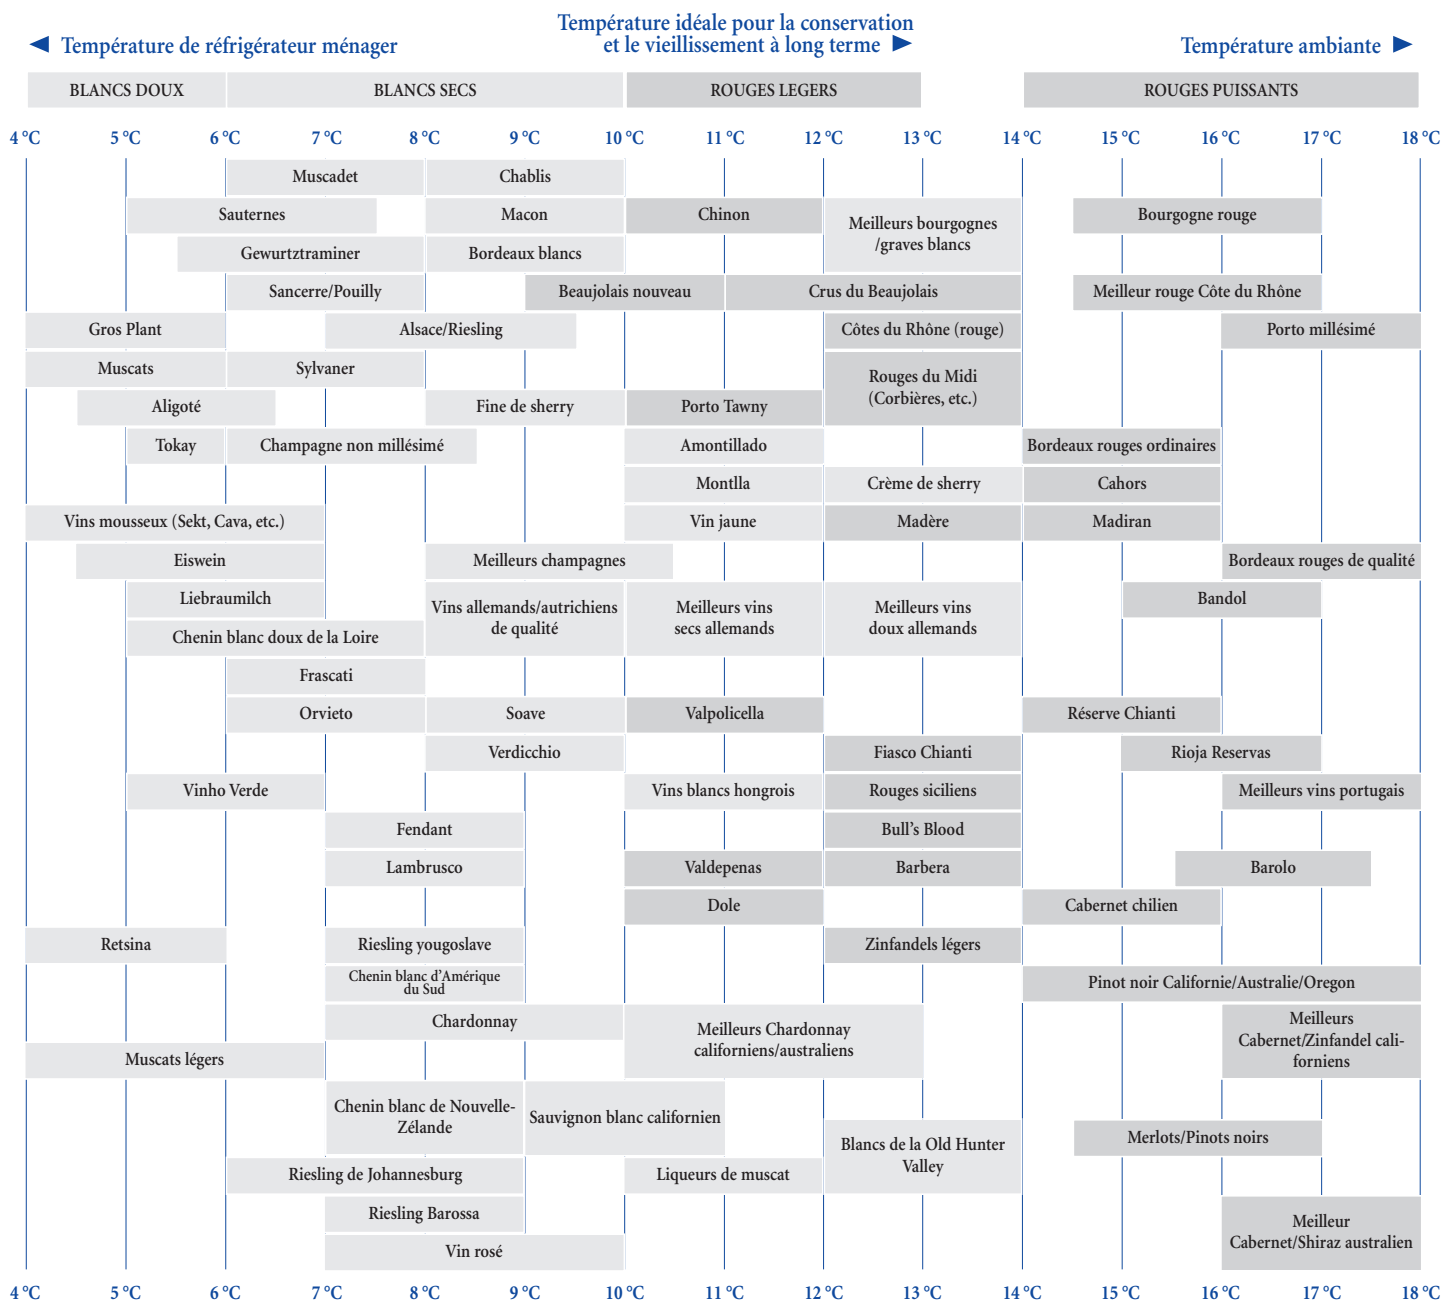 Température de réfrigérateur ménager
Température idéale pour la conservation
et le vieillissement à long terme
Température ambiante
BLANCS DOUX
BLANCS SECS
ROUGES LEGERS
ROUGES PUISSANTS
4 °C 5 °C 6 °C 7 °C 8 °C 9 °C 10 °C 11 °C 12 °C 13 °C 14 °C 15 °C 16 °C 17 °C 18 °C
Muscadet
Chablis
Sauternes
Macon
Chinon
Meilleurs bourgognes
/graves blancs
Bourgogne rouge
Gewurtztraminer
Bordeaux blancs
Sancerre/Pouilly
Beaujolais nouveau
Crus du Beaujolais
Meilleur rouge Côte du Rhône
Gros Plant
Alsace/Riesling
Côtes du Rhône (rouge)
Porto millésimé
Muscats
Sylvaner
Rouges du Midi
(Corbières, etc.)
Aligoté
Fine de sherry
Porto Tawny
Tokay
Champagne non millésimé
Amontillado
Bordeaux rouges ordinaires
Montlla
Crème de sherry
Cahors
Vins mousseux (Sekt, Cava, etc.)
Vin jaune
Madère
Madiran
Eiswein
Meilleurs champagnes
Bordeaux rouges de qualité
Liebraumilch
Vins allemands/autrichiens
de qualité
Meilleurs vins
secs allemands
Meilleurs vins
doux allemands
Bandol
Chenin blanc doux de la Loire
Frascati
Orvieto
Soave
Valpolicella
Réserve Chianti
Verdicchio
Fiasco Chianti
Rioja Reservas
Vinho Verde
Vins blancs hongrois
Rouges siciliens
Meilleurs vins portugais
Fendant
Bull's Blood
Lambrusco
Valdepenas
Barbera
Barolo
Dole
Cabernet chilien
Retsina
Riesling yougoslave
Zinfandels légers
Chenin blanc d'Amérique
du Sud
Pinot noir Californie/Australie/Oregon
Chardonnay
Meilleurs Chardonnay
californiens/australiens
Meilleurs
Cabernet/Zinfandel cali-
forniens
Muscats légers
Chenin blanc de Nouvelle-
Zélande
Sauvignon blanc californien
Blancs de la Old Hunter
Valley
Merlots/Pinots noirs
Riesling de Johannesburg
Liqueurs de muscat
Riesling Barossa
Meilleur
Cabernet/Shiraz australien
Vin rosé
4 °C 5 °C 6 °C 7 °C 8 °C 9 °C 10 °C 11 °C 12 °C 13 °C 14 °C 15 °C 16 °C 17 °C 18 °C